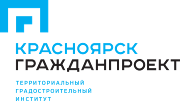 КРАСНОЯРСК
ГРАЖДАНПРОЕКТ
ТЕРРИТОРИАЛЬНЫЙ
ГРАДОСТРОИТЕЛЬНЫЙ
ИНСТИТУТ